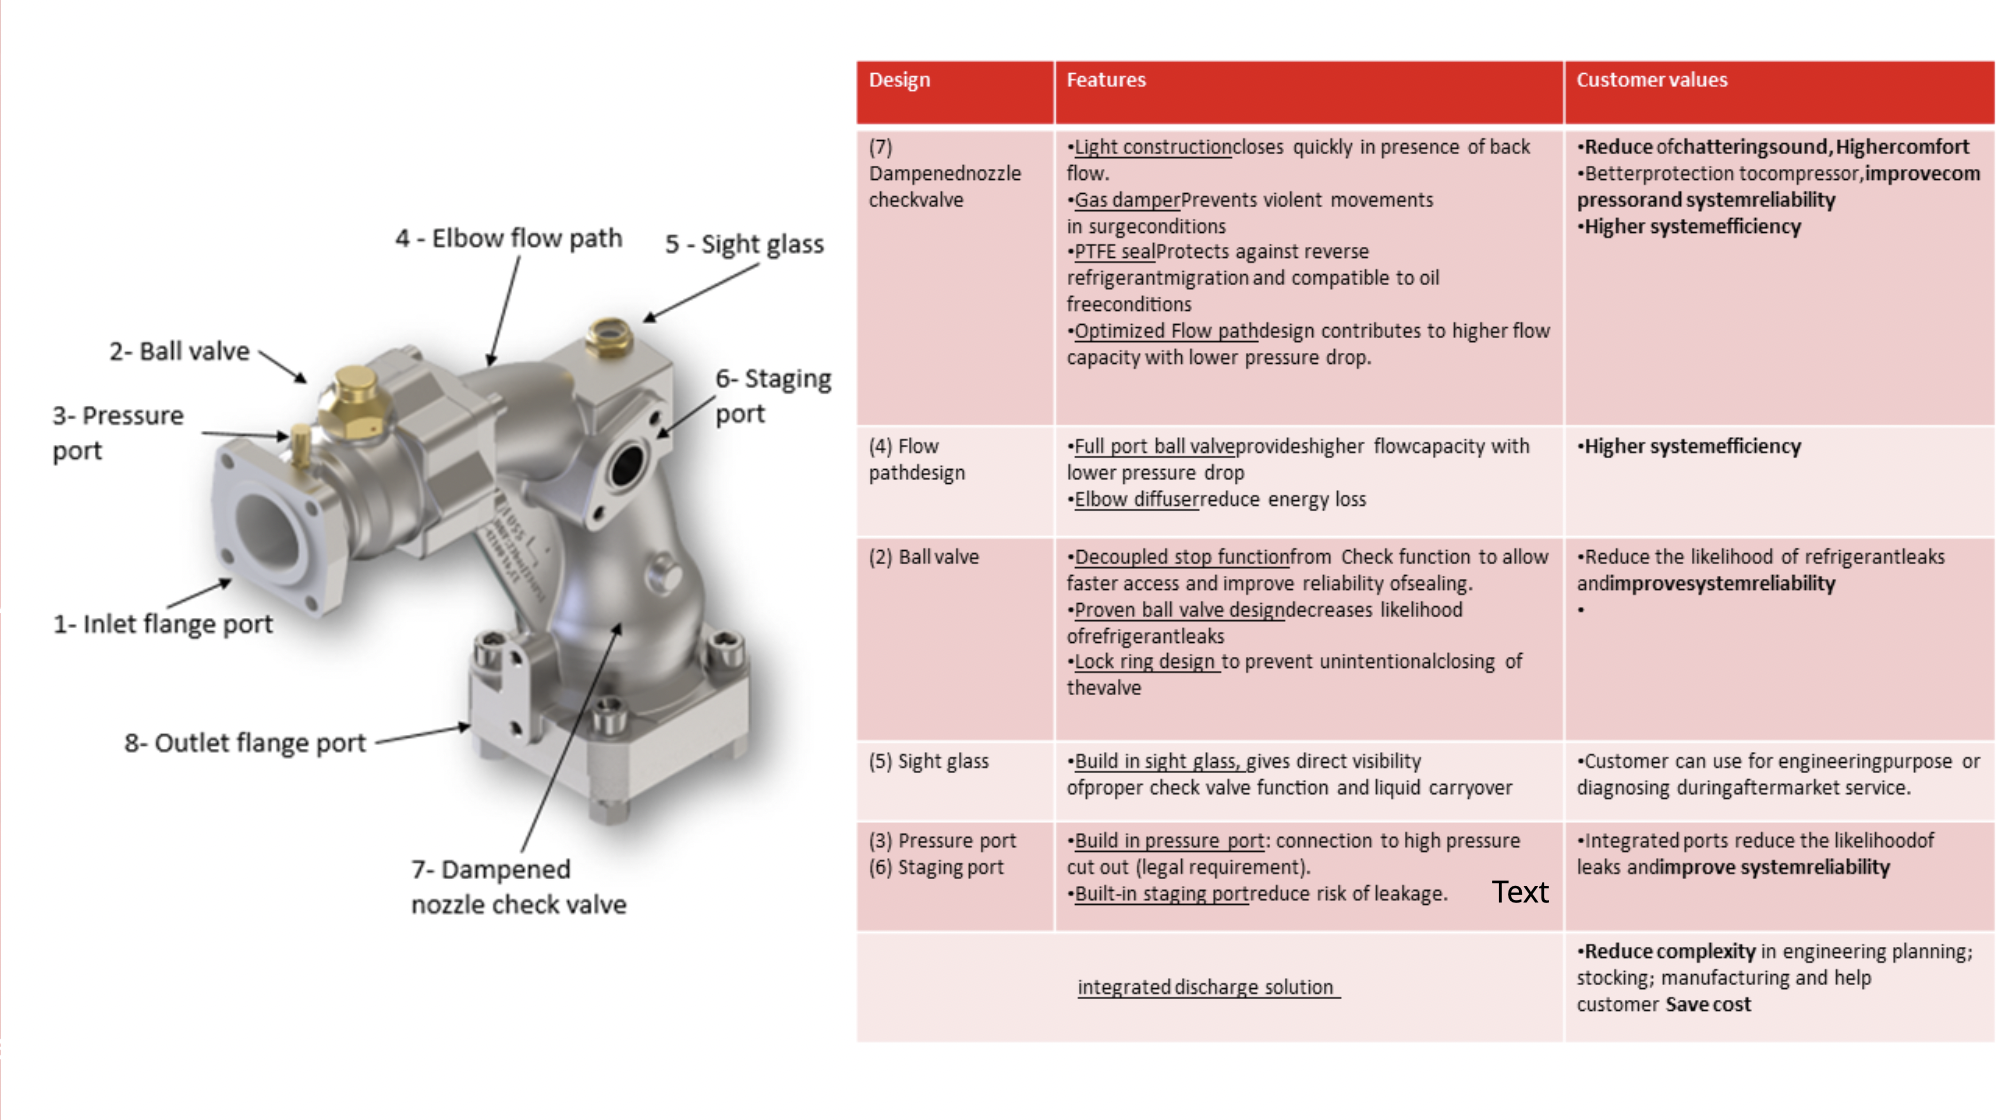 4 - Elbow flow path
5 - Sight glass
2- Ball valve
6- Staging
port
3- Pressure
port
1- Inlet flange port
8- Outlet flange port
7- Dampened
nozzle check valve
Design
Features
Customer values
(7)
Dampenednozzle
checkvalve
•Light constructioncloses quickly in presence of back
flow.
•Gas damperPrevents violent movements
in surgeconditions
•PTFE sealProtects against reverse
refrigerantmigration and compatible to oil
freeconditions
•Optimized Flow pathdesign contributes to higher flow
capacity with lower pressure drop.
•Reduce ofchatteringsound, Highercomfort
•Betterprotection tocompressor,improvecom
pressorand systemreliability
•Higher systemefficiency
(4) Flow
pathdesign
•Full port ball valveprovideshigher flowcapacity with
lower pressure drop
•Elbow diffuserreduce energy loss
•Higher systemefficiency
(2) Ball valve
•Decoupled stop functionfrom Check function to allow
faster access and improve reliability ofsealing.
•Proven ball valve designdecreases likelihood
ofrefrigerantleaks
•Lock ring design to prevent unintentionalclosing of
thevalve
•Reduce the likelihood of refrigerantleaks
andimprovesystemreliability
•
(5) Sight glass
•Build in sight glass, gives direct visibility
ofproper check valve function and liquid carryover
•Customer can use for engineeringpurpose or
diagnosing duringaftermarket service.
(3) Pressure port
(6) Staging port
•Build in pressure port: connection to high pressure
cut out (legal requirement).
•Built-in staging portreduce risk of leakage.
Text
•Integrated ports reduce the likelihoodof
leaks andimprove systemreliability
integrated discharge solution
•Reduce complexity in engineering planning;
stocking; manufacturing and help
customer Save cost